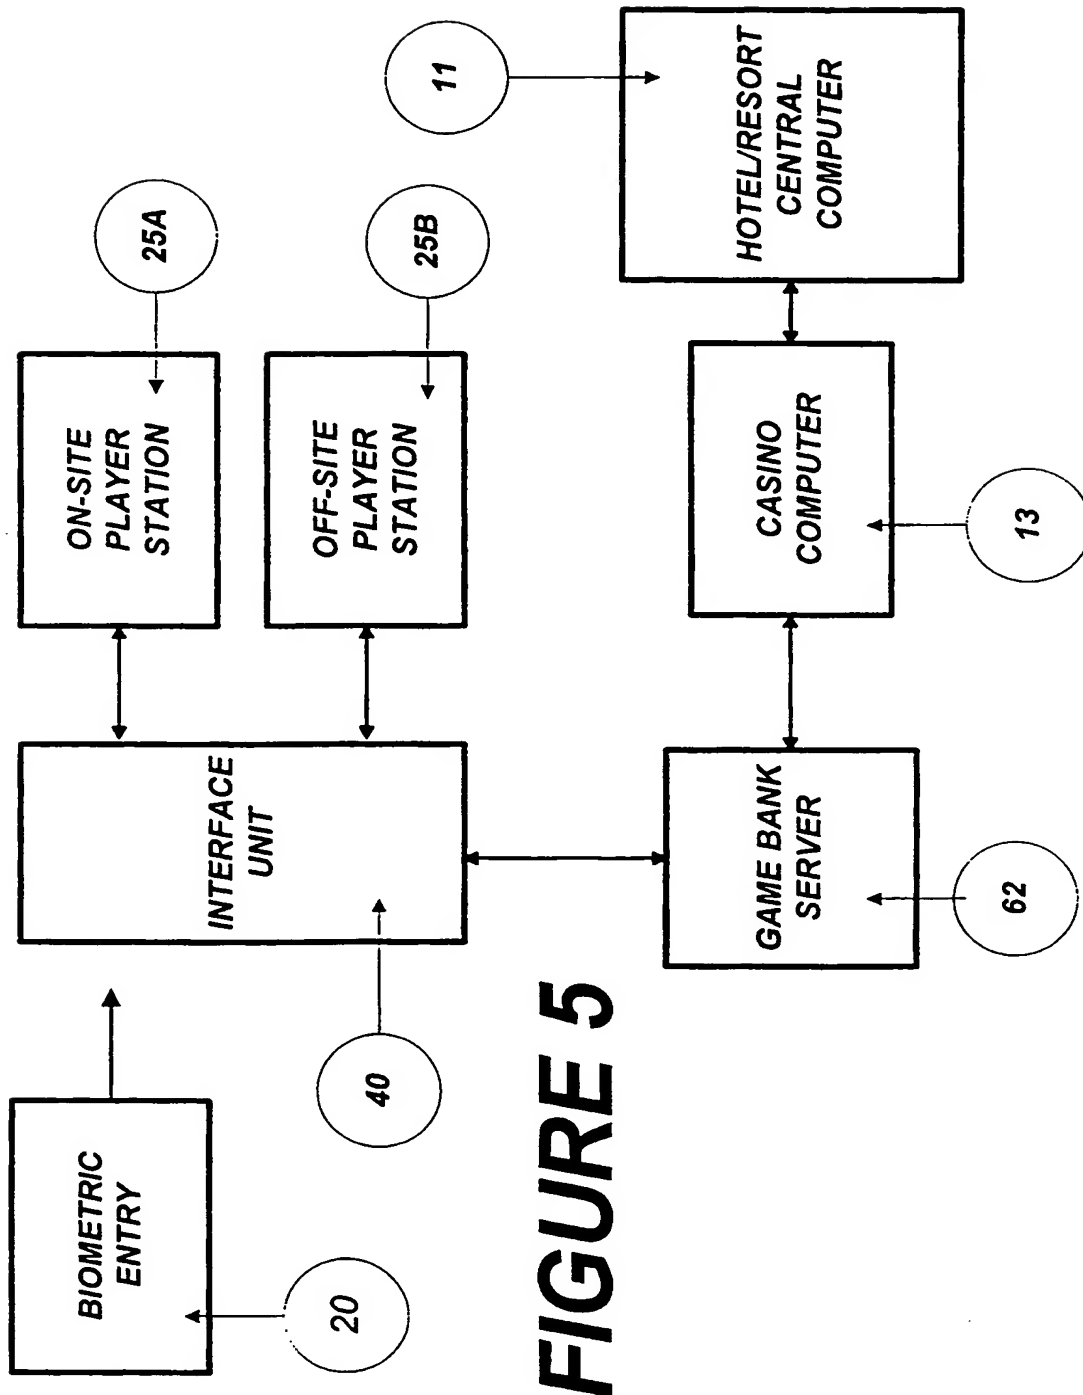 BIOMETRIC
ENTRY
20
INTERFACE
UNIT
40
ON-SITE
PLAYER
STATION
25A
OFF-SITE
PLAYER
STATION
25B
GAME BANK
SERVER
62
CASINO
COMPUTER
13
HOTEL/RESORT
CENTRAL
COMPUTER
11
FIGURE 5